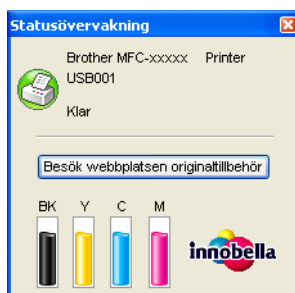 Statusövervakning
Brother MFC-xxxxx Printer
USB001
Klar
Besök webbplatsen originaltillbehör
BK Y C M
innobella